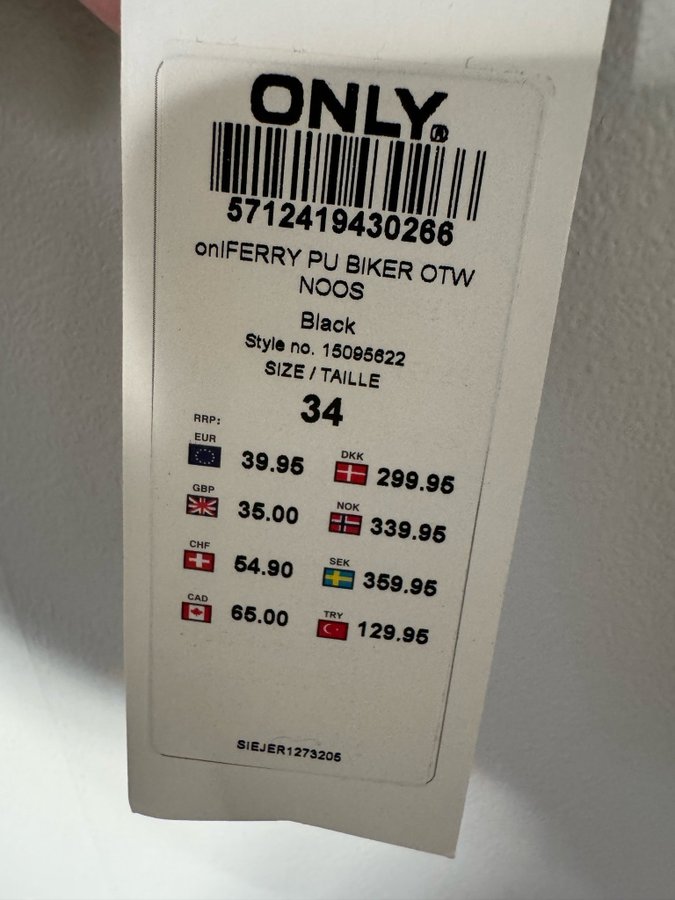 ONLY®
5712419430266
onlFERRY PU BIKER OTW
NOOS
Black
Style no. 15095622
SIZE / TAILLE
34
RRP:
EUR 39.95
DKK 299.95
GBP 35.00
NOK 339.95
CHF 54.90
SEK 359.95
CAD 65.00
TRY 129.95
SIEJER1273205